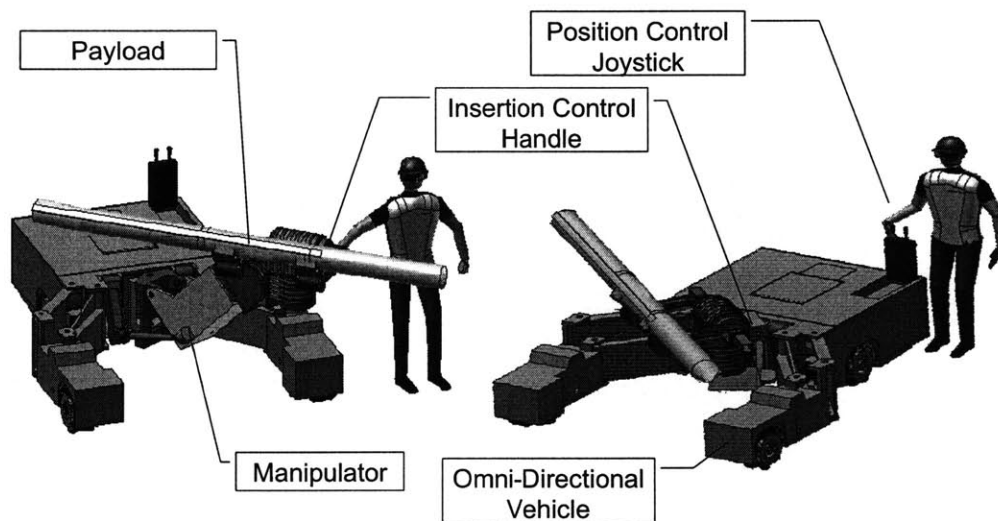 Payload
Position Control
Joystick
Insertion Control
Handle
Manipulator
Omni-Directional
Vehicle